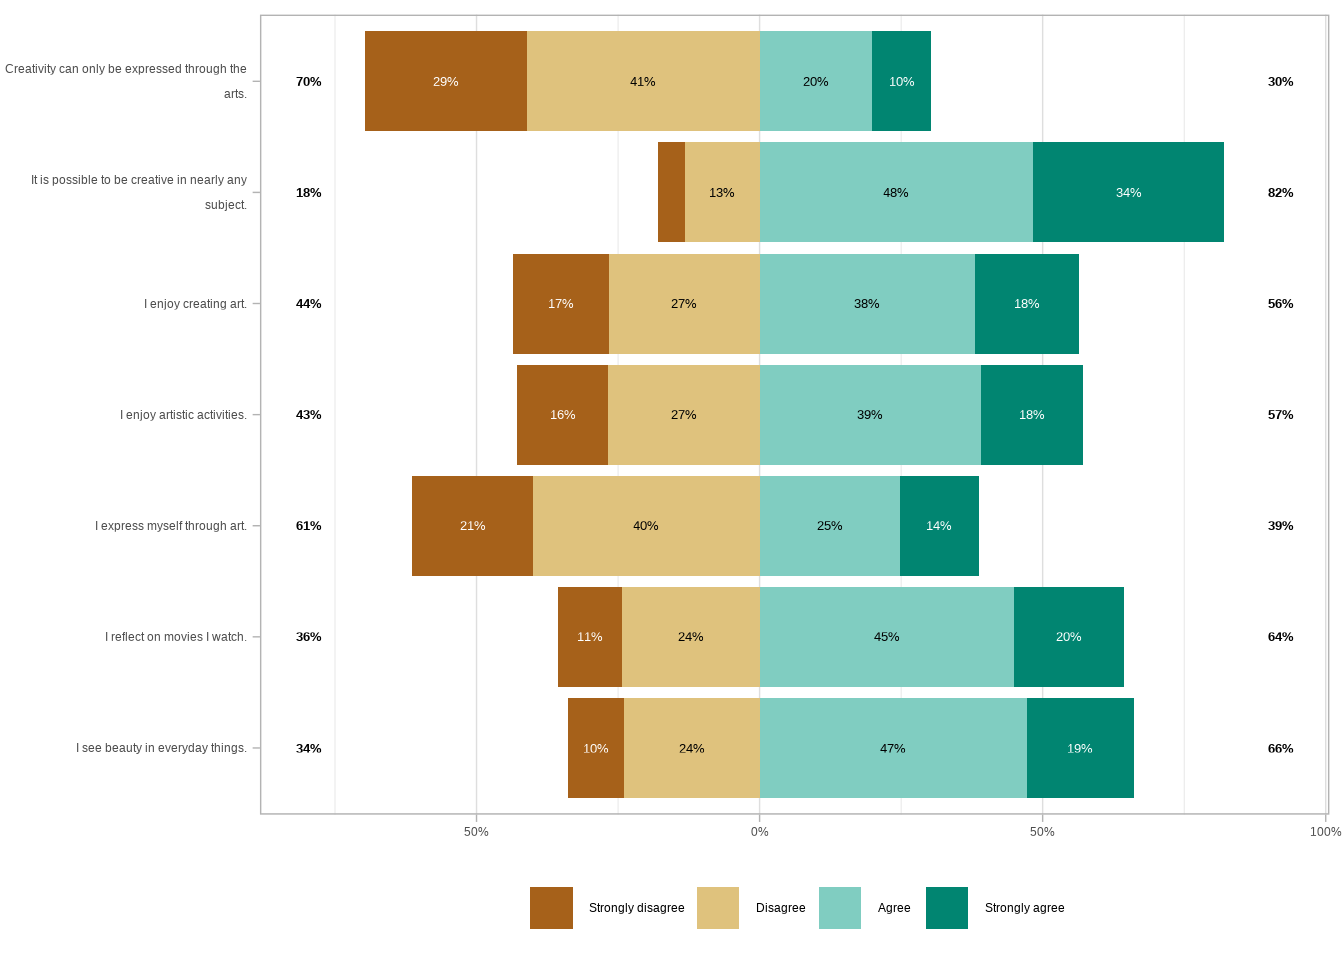 Creativity can only be expressed through the
arts.
70% 29% 41% 20% 10% 30%
It is possible to be creative in nearly any
subject.
18% 13% 48% 34% 82%
I enjoy creating art. 44% 17% 27% 38% 18% 56%
I enjoy artistic activities. 43% 16% 27% 39% 18% 57%
I express myself through art. 61% 21% 40% 25% 14% 39%
I reflect on movies I watch. 36% 11% 24% 45% 20% 64%
I see beauty in everyday things. 34% 10% 24% 47% 19% 66%
50% 0% 50% 100%
Strongly disagree Disagree Agree Strongly agree